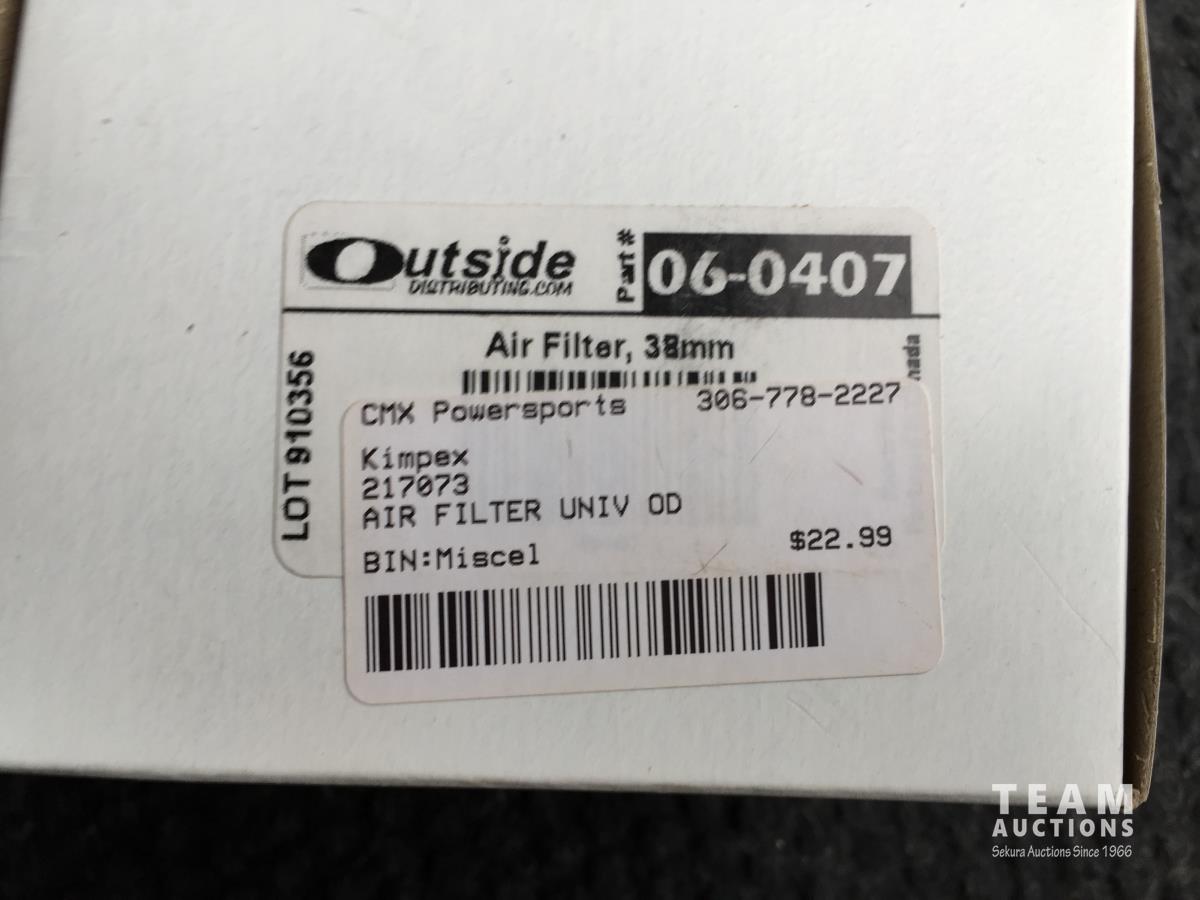 Outside
DISTRIBUTING.COM
Part #
06-0407
Air Filter, 38mm
LOT 910356
CMX Powersports 306-778-2227
Kimpex
217073
AIR FILTER UNIV OD
$22.99
BIN:Miscel
TEAM
AUCTIONS
Sekura Auctions Since 1966